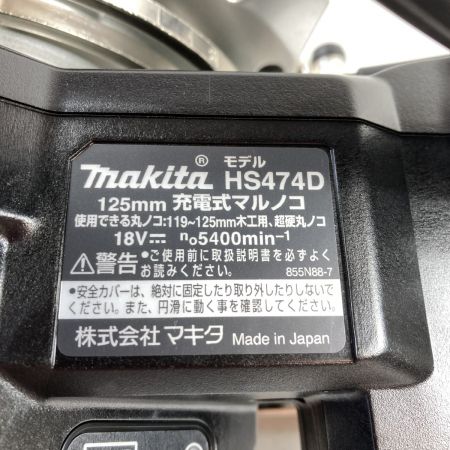 makita® モデル HS474D
125mm 充電式マルノコ
使用できる丸ノコ:119~125mm木工用、超硬丸ノコ
18V⎓ n₀5400min⁻¹
⚠警告 ●ご使用前に取扱説明書を必ずよくお読みください。
855N88-7
●安全カバーは、絶対に固定したり取り外したりしないで
ください。また、円滑に動く事を確認してください。
株式会社マキタ Made in Japan